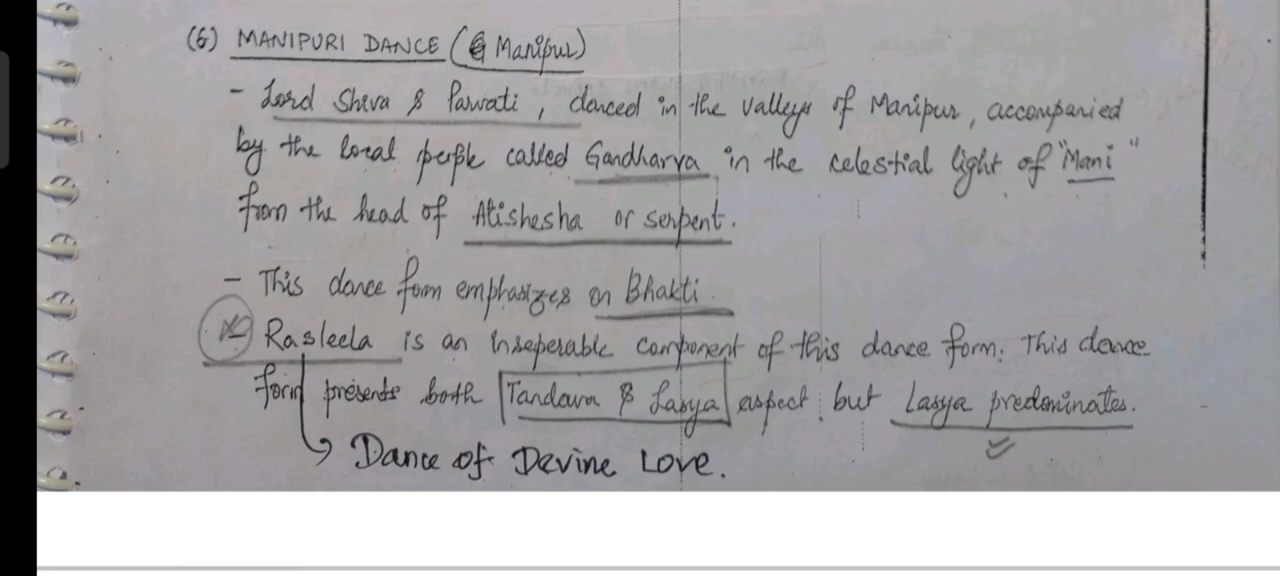 (6) MANIPURI DANCE (Manipur)
- Lord Shiva & Parvati, danced in the valleys of Manipur, accompanied
by the local people called Gandharva in the celestial light of "Mani"
from the head of Atishesha or serpent.
- This dance form emphasizes on Bhakti.
Rasleela is an inseperable component of this dance form. This dance
form presents both Tandava & Lasya aspect but Lasya predominates.
Dance of Devine Love.